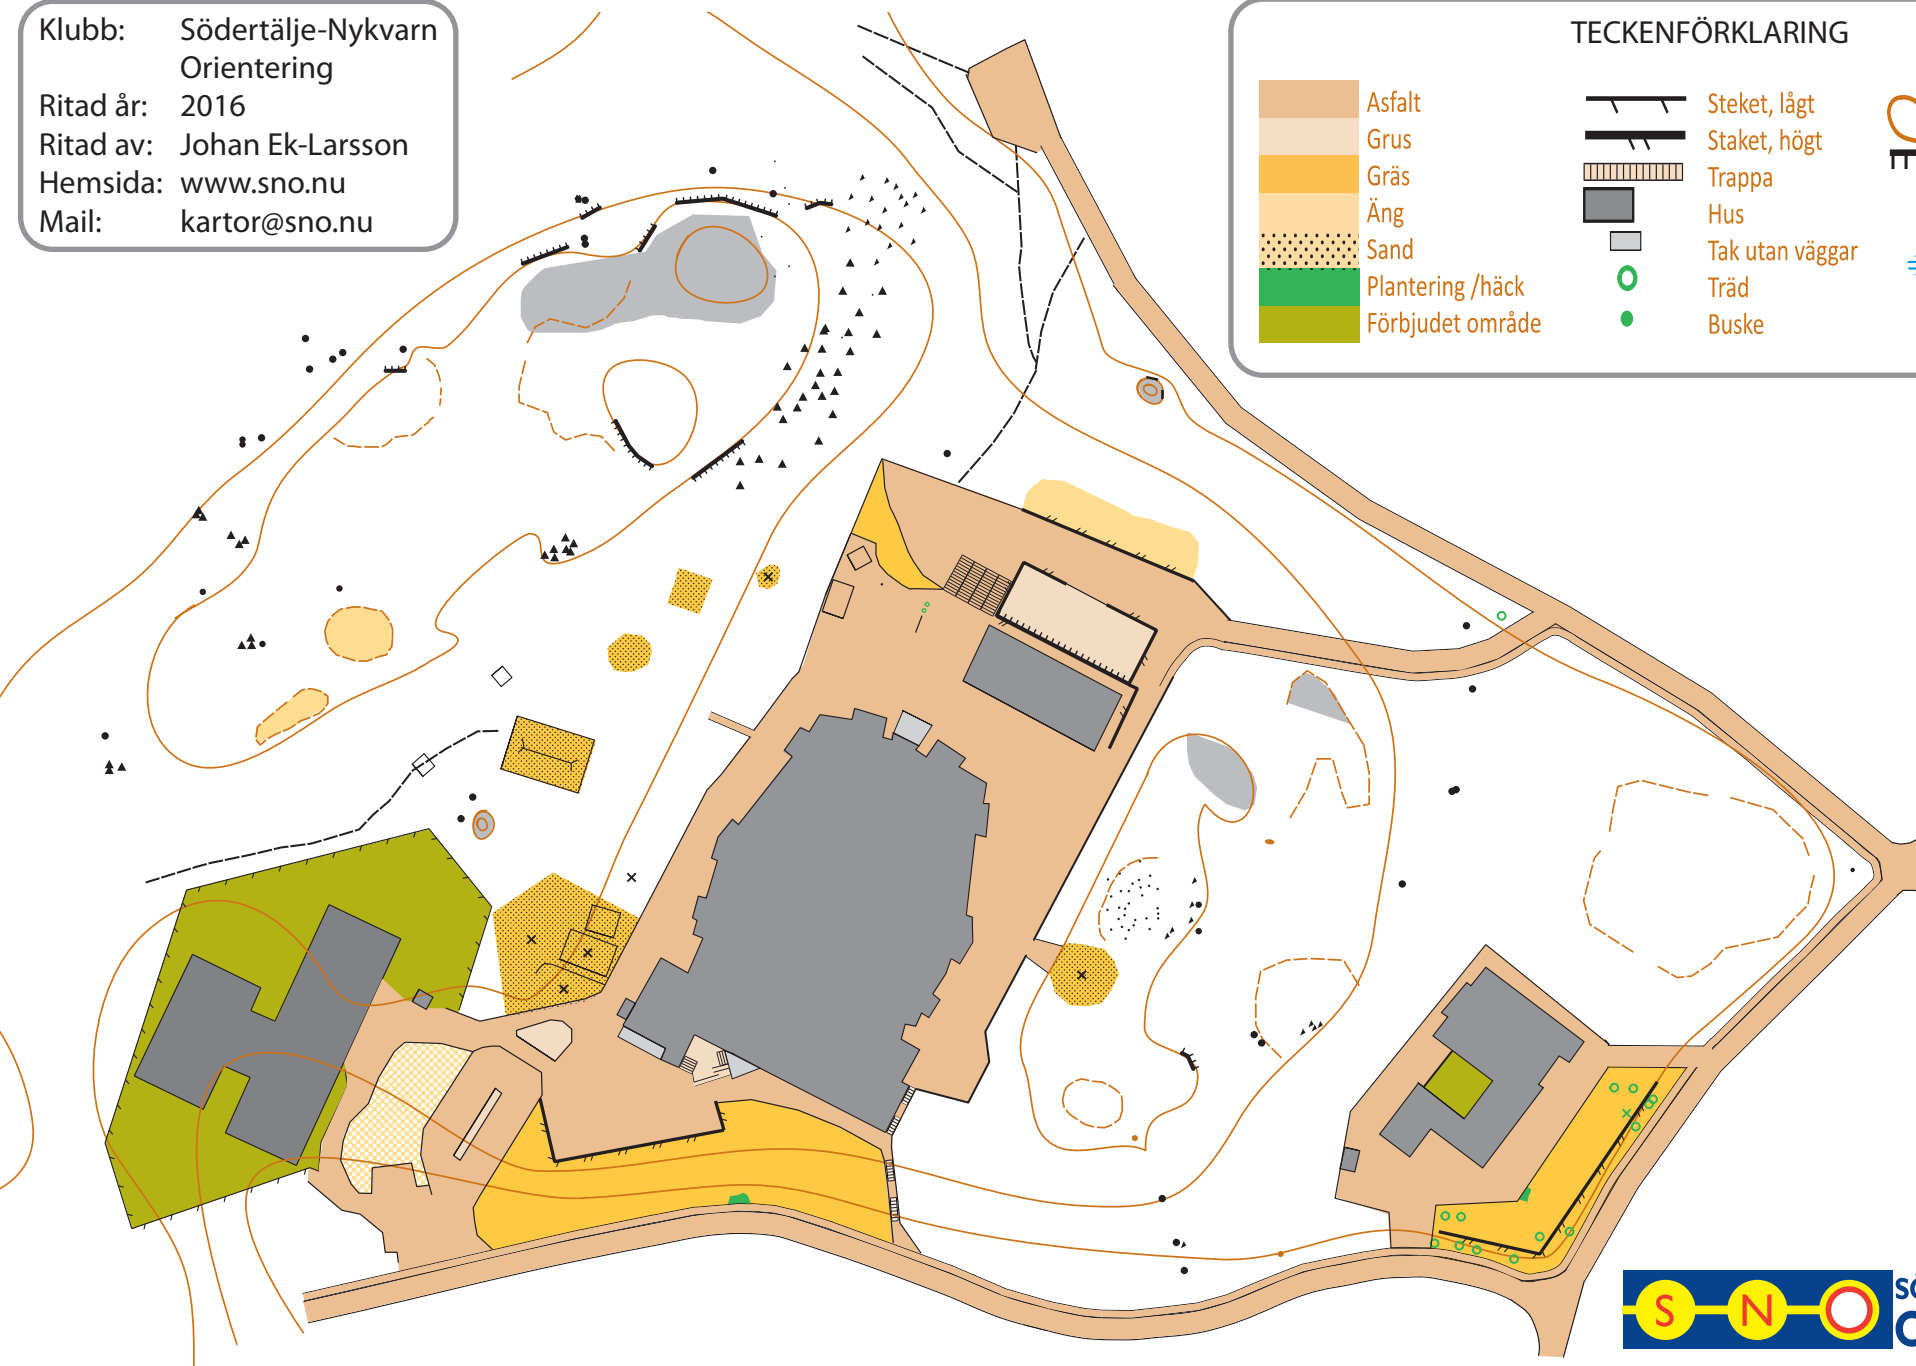 Klubb: Södertälje-Nykvarn
Orientering
Ritad år: 2016
Ritad av: Johan Ek-Larsson
Hemsida: www.sno.nu
Mail: kartor@sno.nu
TECKENFÖRKLARING
Asfalt
Grus
Gräs
Äng
Sand
Plantering /häck
Förbjudet område
Steket, lågt
Staket, högt
Trappa
Hus
Tak utan väggar
Träd
Buske
S N O